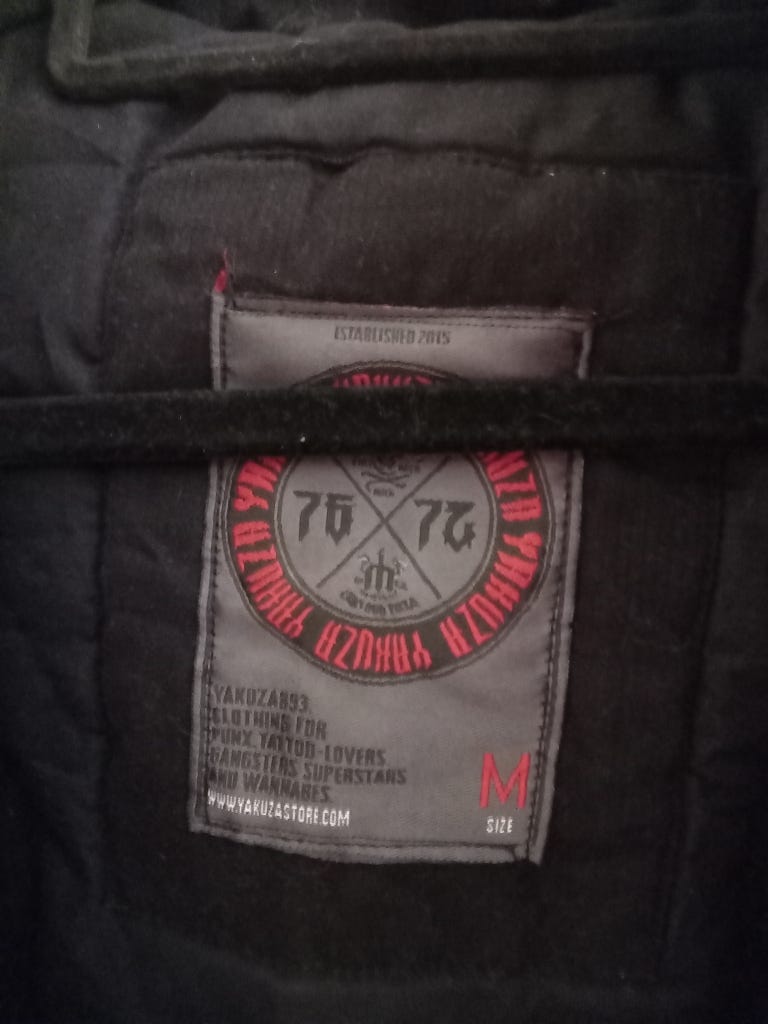 ESTABLISHED 2015
YAKUZA YAKUZA YAKUZA YAKUZA
76 72
YAKUZA893
CLOTHING FOR
PUNX, TATTOO-LOVERS
GANGSTERS SUPERSTARS
AND WANNABES
WWW.YAKUZASTORE.COM
M
SIZE